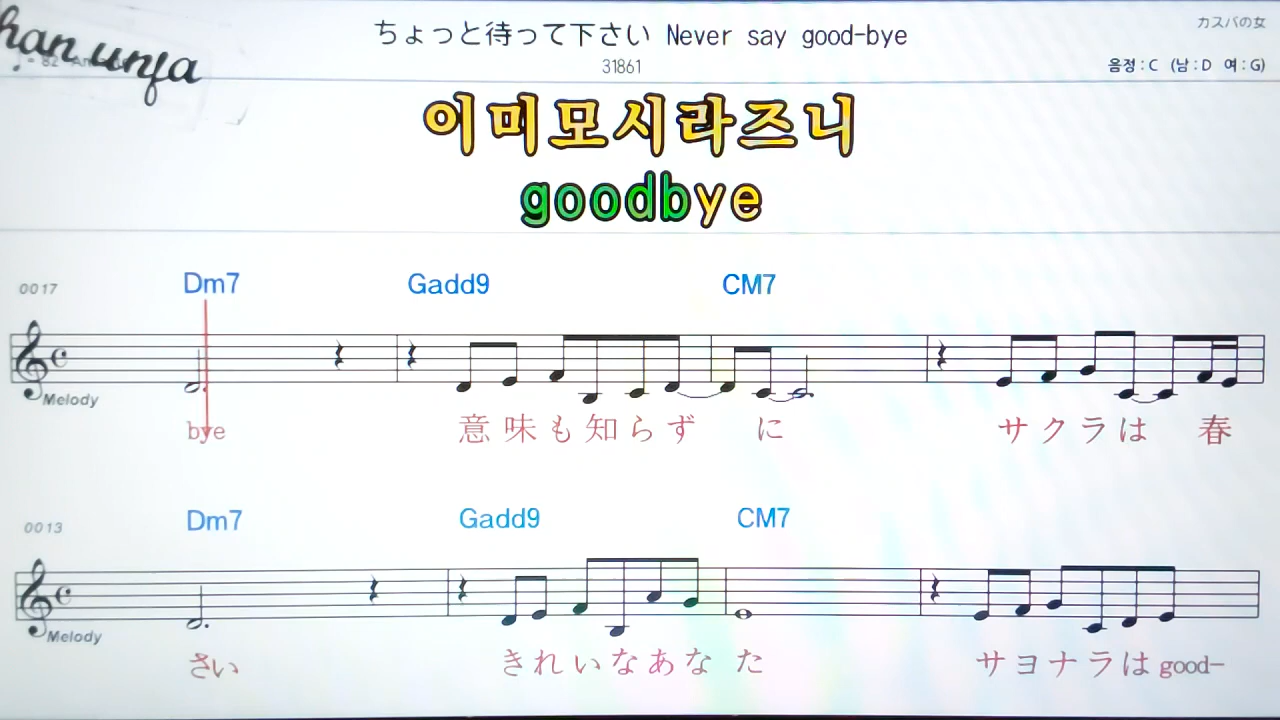 ちょっと待って下さい Never say good-bye
カスバの女
han unfa
31861
음정 : C (남 : D 여 : G)
이미모시라즈니
goodbye
0017 Dm7 Gadd9 CM7
Melody
bye 意味も知らず に サクラは 春
0013 Dm7 Gadd9 CM7
Melody
さい きれいなあな た サヨナラは good-